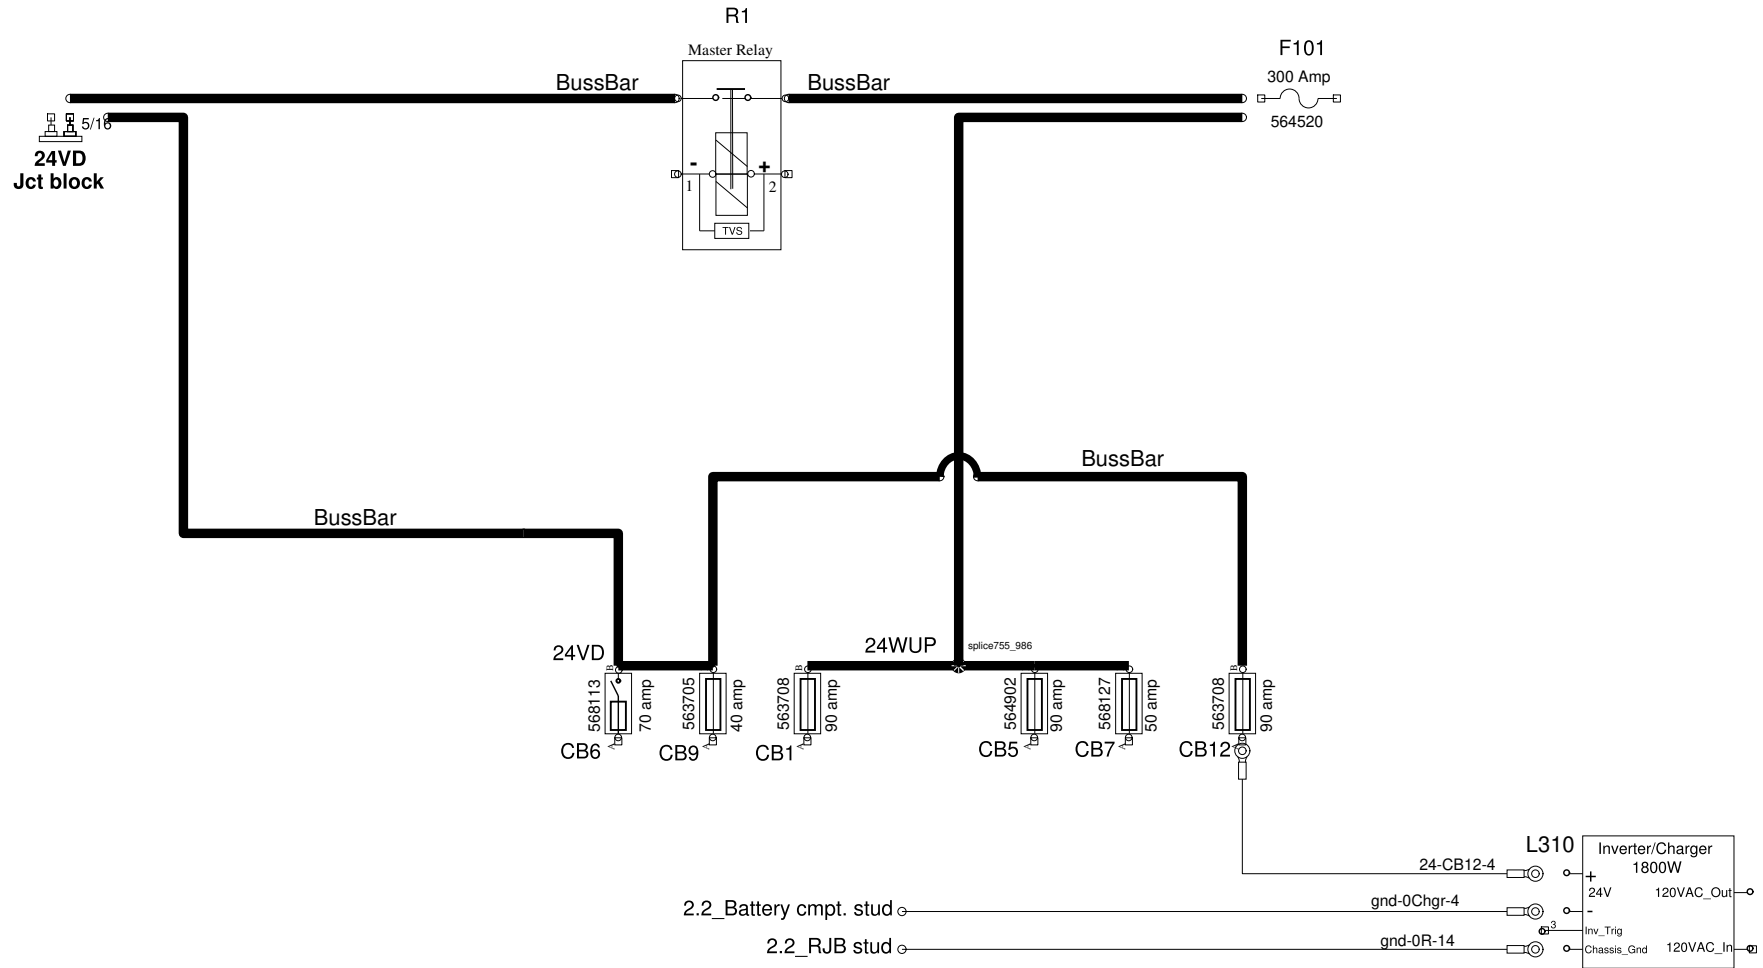 R1
Master Relay
F101
300 Amp
564520
BussBar
BussBar
5/16
24VD
Jct block
-
+
1
2
TVS
BussBar
BussBar
24VD
24WUP
splice755_986
B
B
568113
70 amp
563705
40 amp
563708
90 amp
564902
90 amp
568127
50 amp
563708
90 amp
A
A
A
A
A
A
CB6
CB9
CB1
CB5
CB7
CB12
L310
Inverter/Charger
1800W
24-CB12-4
+
24V
120VAC_Out
2.2_Battery cmpt. stud
gnd-0Chgr-4
-
3
Inv_Trig
2.2_RJB stud
gnd-0R-14
Chassis_Gnd
120VAC_In